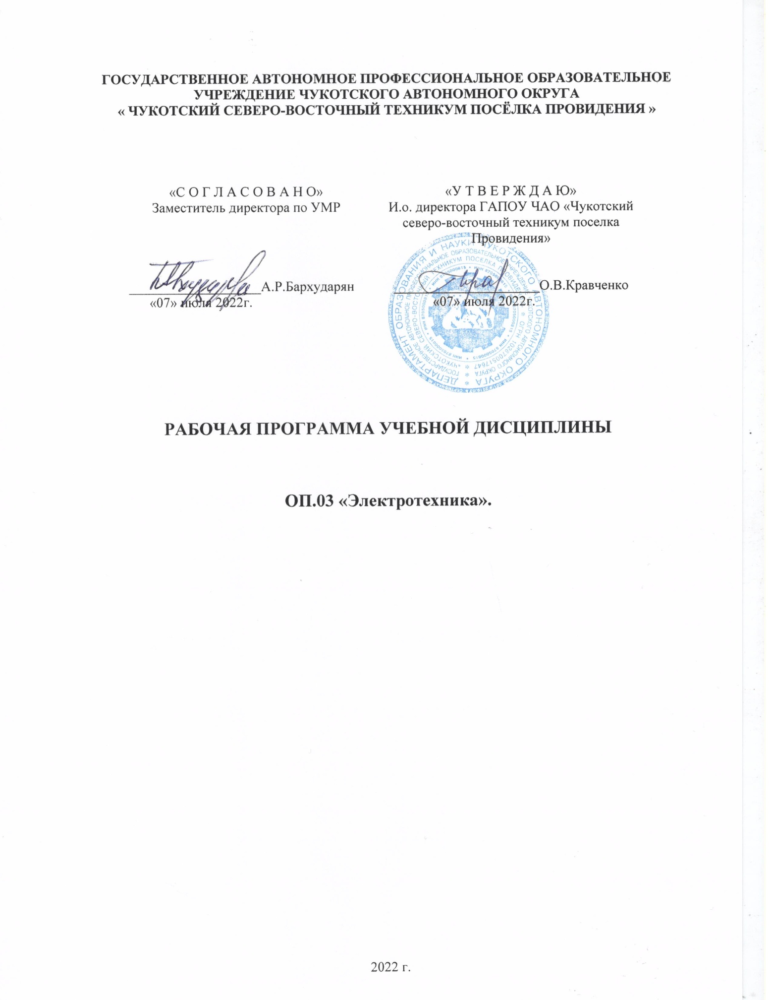 ГОСУДАРСТВЕННОЕ АВТОНОМНОЕ ПРОФЕССИОНАЛЬНОЕ ОБРАЗОВАТЕЛЬНОЕ
УЧРЕЖДЕНИЕ ЧУКОТСКОГО АВТОНОМНОГО ОКРУГА
« ЧУКОТСКИЙ СЕВЕРО-ВОСТОЧНЫЙ ТЕХНИКУМ ПОСЁЛКА ПРОВИДЕНИЯ »
«С О Г Л А С О В А Н О»
Заместитель директора по УМР
А.Р.Бархударян
«07» июля 2022г.
«У Т В Е Р Ж Д А Ю»
И.о. директора ГАПОУ ЧАО «Чукотский
северо-восточный техникум поселка
Провидения»
О.В.Кравченко
«07» июля 2022г.
ДЕПАРТАМЕНТ ОБРАЗОВАНИЯ И НАУКИ ЧУКОТСКОГО АВТОНОМНОГО ОКРУГА
ГОСУДАРСТВЕННОЕ АВТОНОМНОЕ ПРОФЕССИОНАЛЬНОЕ ОБРАЗОВАТЕЛЬНОЕ УЧРЕЖДЕНИЕ ЧУКОТСКОГО АВТОНОМНОГО ОКРУГА
«ЧУКОТСКИЙ СЕВЕРО-ВОСТОЧНЫЙ ТЕХНИКУМ ПОСЕЛКА ПРОВИДЕНИЯ» * ОГРН 1028700517647
ИНН 8705000815
РАБОЧАЯ ПРОГРАММА УЧЕБНОЙ ДИСЦИПЛИНЫ
ОП.03 «Электротехника».
2022 г.